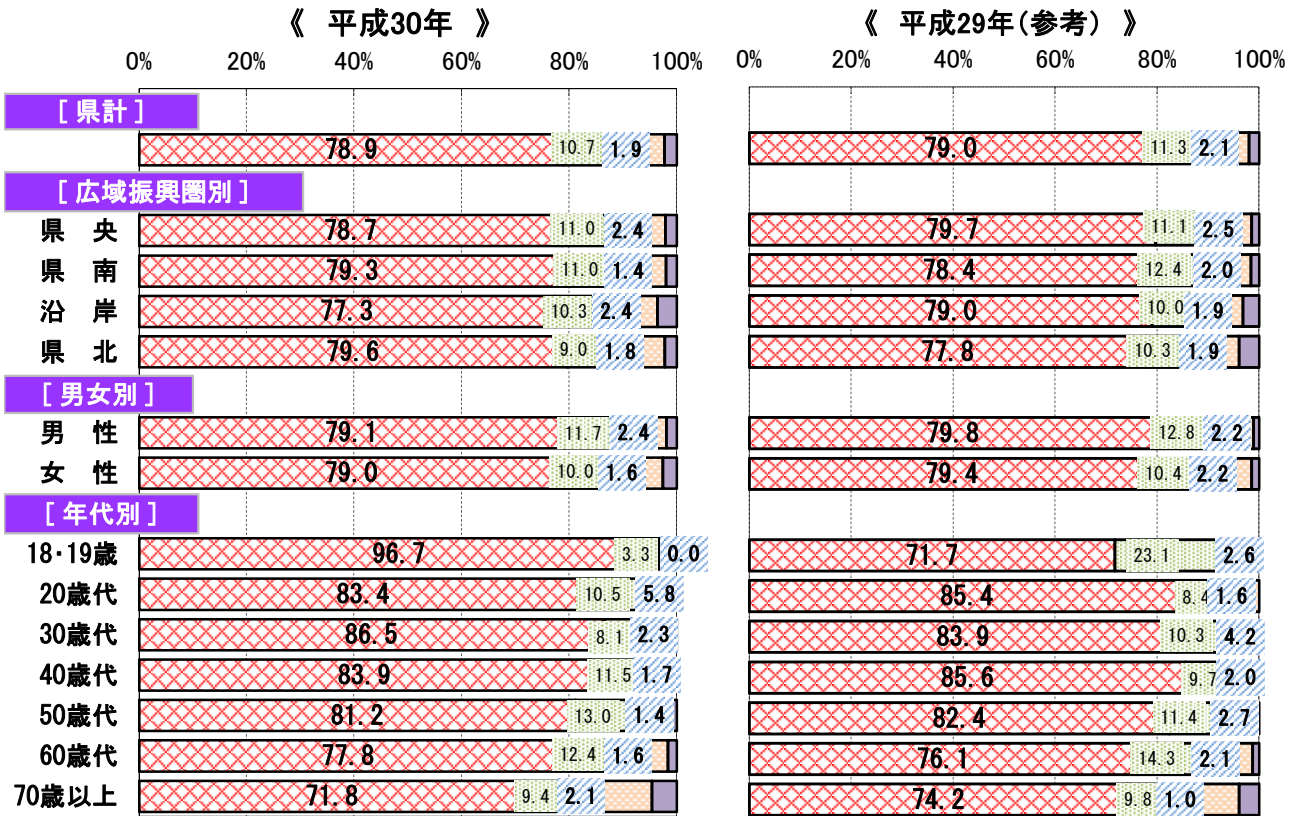 《 平成30年 》 《 平成29年(参考) 》
0% 20% 40% 60% 80% 100% 0% 20% 40% 60% 80% 100%
[ 県計 ]
78.9 10.7 1.9 79.0 11.3 2.1
[ 広域振興圏別 ]
県 央 78.7 11.0 2.4 79.7 11.1 2.5
県 南 79.3 11.0 1.4 78.4 12.4 2.0
沿 岸 77.3 10.3 2.4 79.0 10.0 1.9
県 北 79.6 9.0 1.8 77.8 10.3 1.9
[ 男女別 ]
男 性 79.1 11.7 2.4 79.8 12.8 2.2
女 性 79.0 10.0 1.6 79.4 10.4 2.2
[ 年代別 ]
18・19歳 96.7 3.3 0.0 71.7 23.1 2.6
20歳代 83.4 10.5 5.8 85.4 8.4 1.6
30歳代 86.5 8.1 2.3 83.9 10.3 4.2
40歳代 83.9 11.5 1.7 85.6 9.7 2.0
50歳代 81.2 13.0 1.4 82.4 11.4 2.7
60歳代 77.8 12.4 1.6 76.1 14.3 2.1
70歳以上 71.8 9.4 2.1 74.2 9.8 1.0